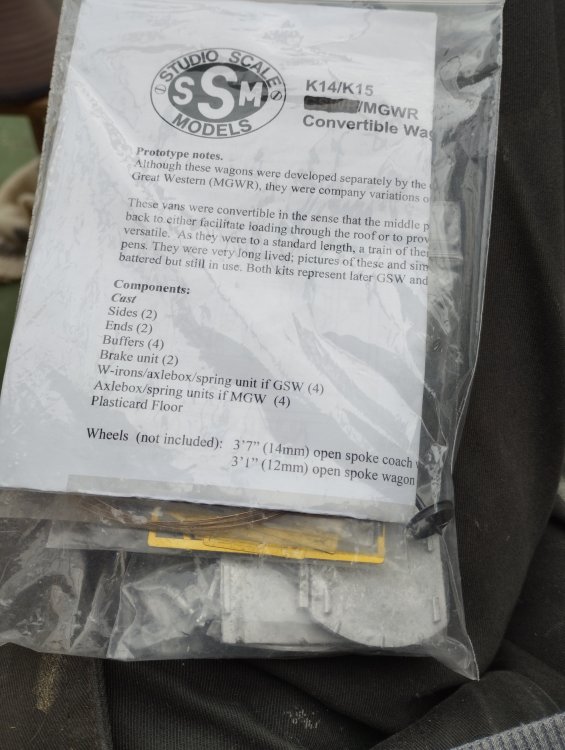 STUDIO SCALE
SSM
MODELS
K14/K15
/MGWR
Convertible Wag
Prototype notes.
Although these wagons were developed separately by the
Great Western (MGWR), they were company variations o
These vans were convertible in the sense that the middle p
back to either facilitate loading through the roof or to prov
versatile. As they were to a standard length, a train of the
pens. They were very long lived; pictures of these and sim
battered but still in use. Both kits represent later GSW and
Components:
Cast
Sides (2)
Ends (2)
Buffers (4)
Brake unit (2)
W-irons/axlebox/spring unit if GSW (4)
Axlebox/spring units if MGW (4)
Plasticard Floor
Wheels (not included): 3’7” (14mm) open spoke coach
3’1” (12mm) open spoke wagon